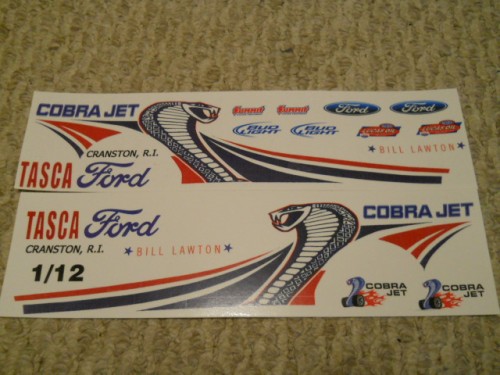 COBRA JET
Summit Summit Ford Ford
BUD LIGHT BUD LIGHT
CRANSTON, R.I.
BILL LAWTON
TASCA Ford
TASCA Ford
COBRA JET
CRANSTON, R.I.
BILL LAWTON
1/12
COBRA JET
COBRA JET